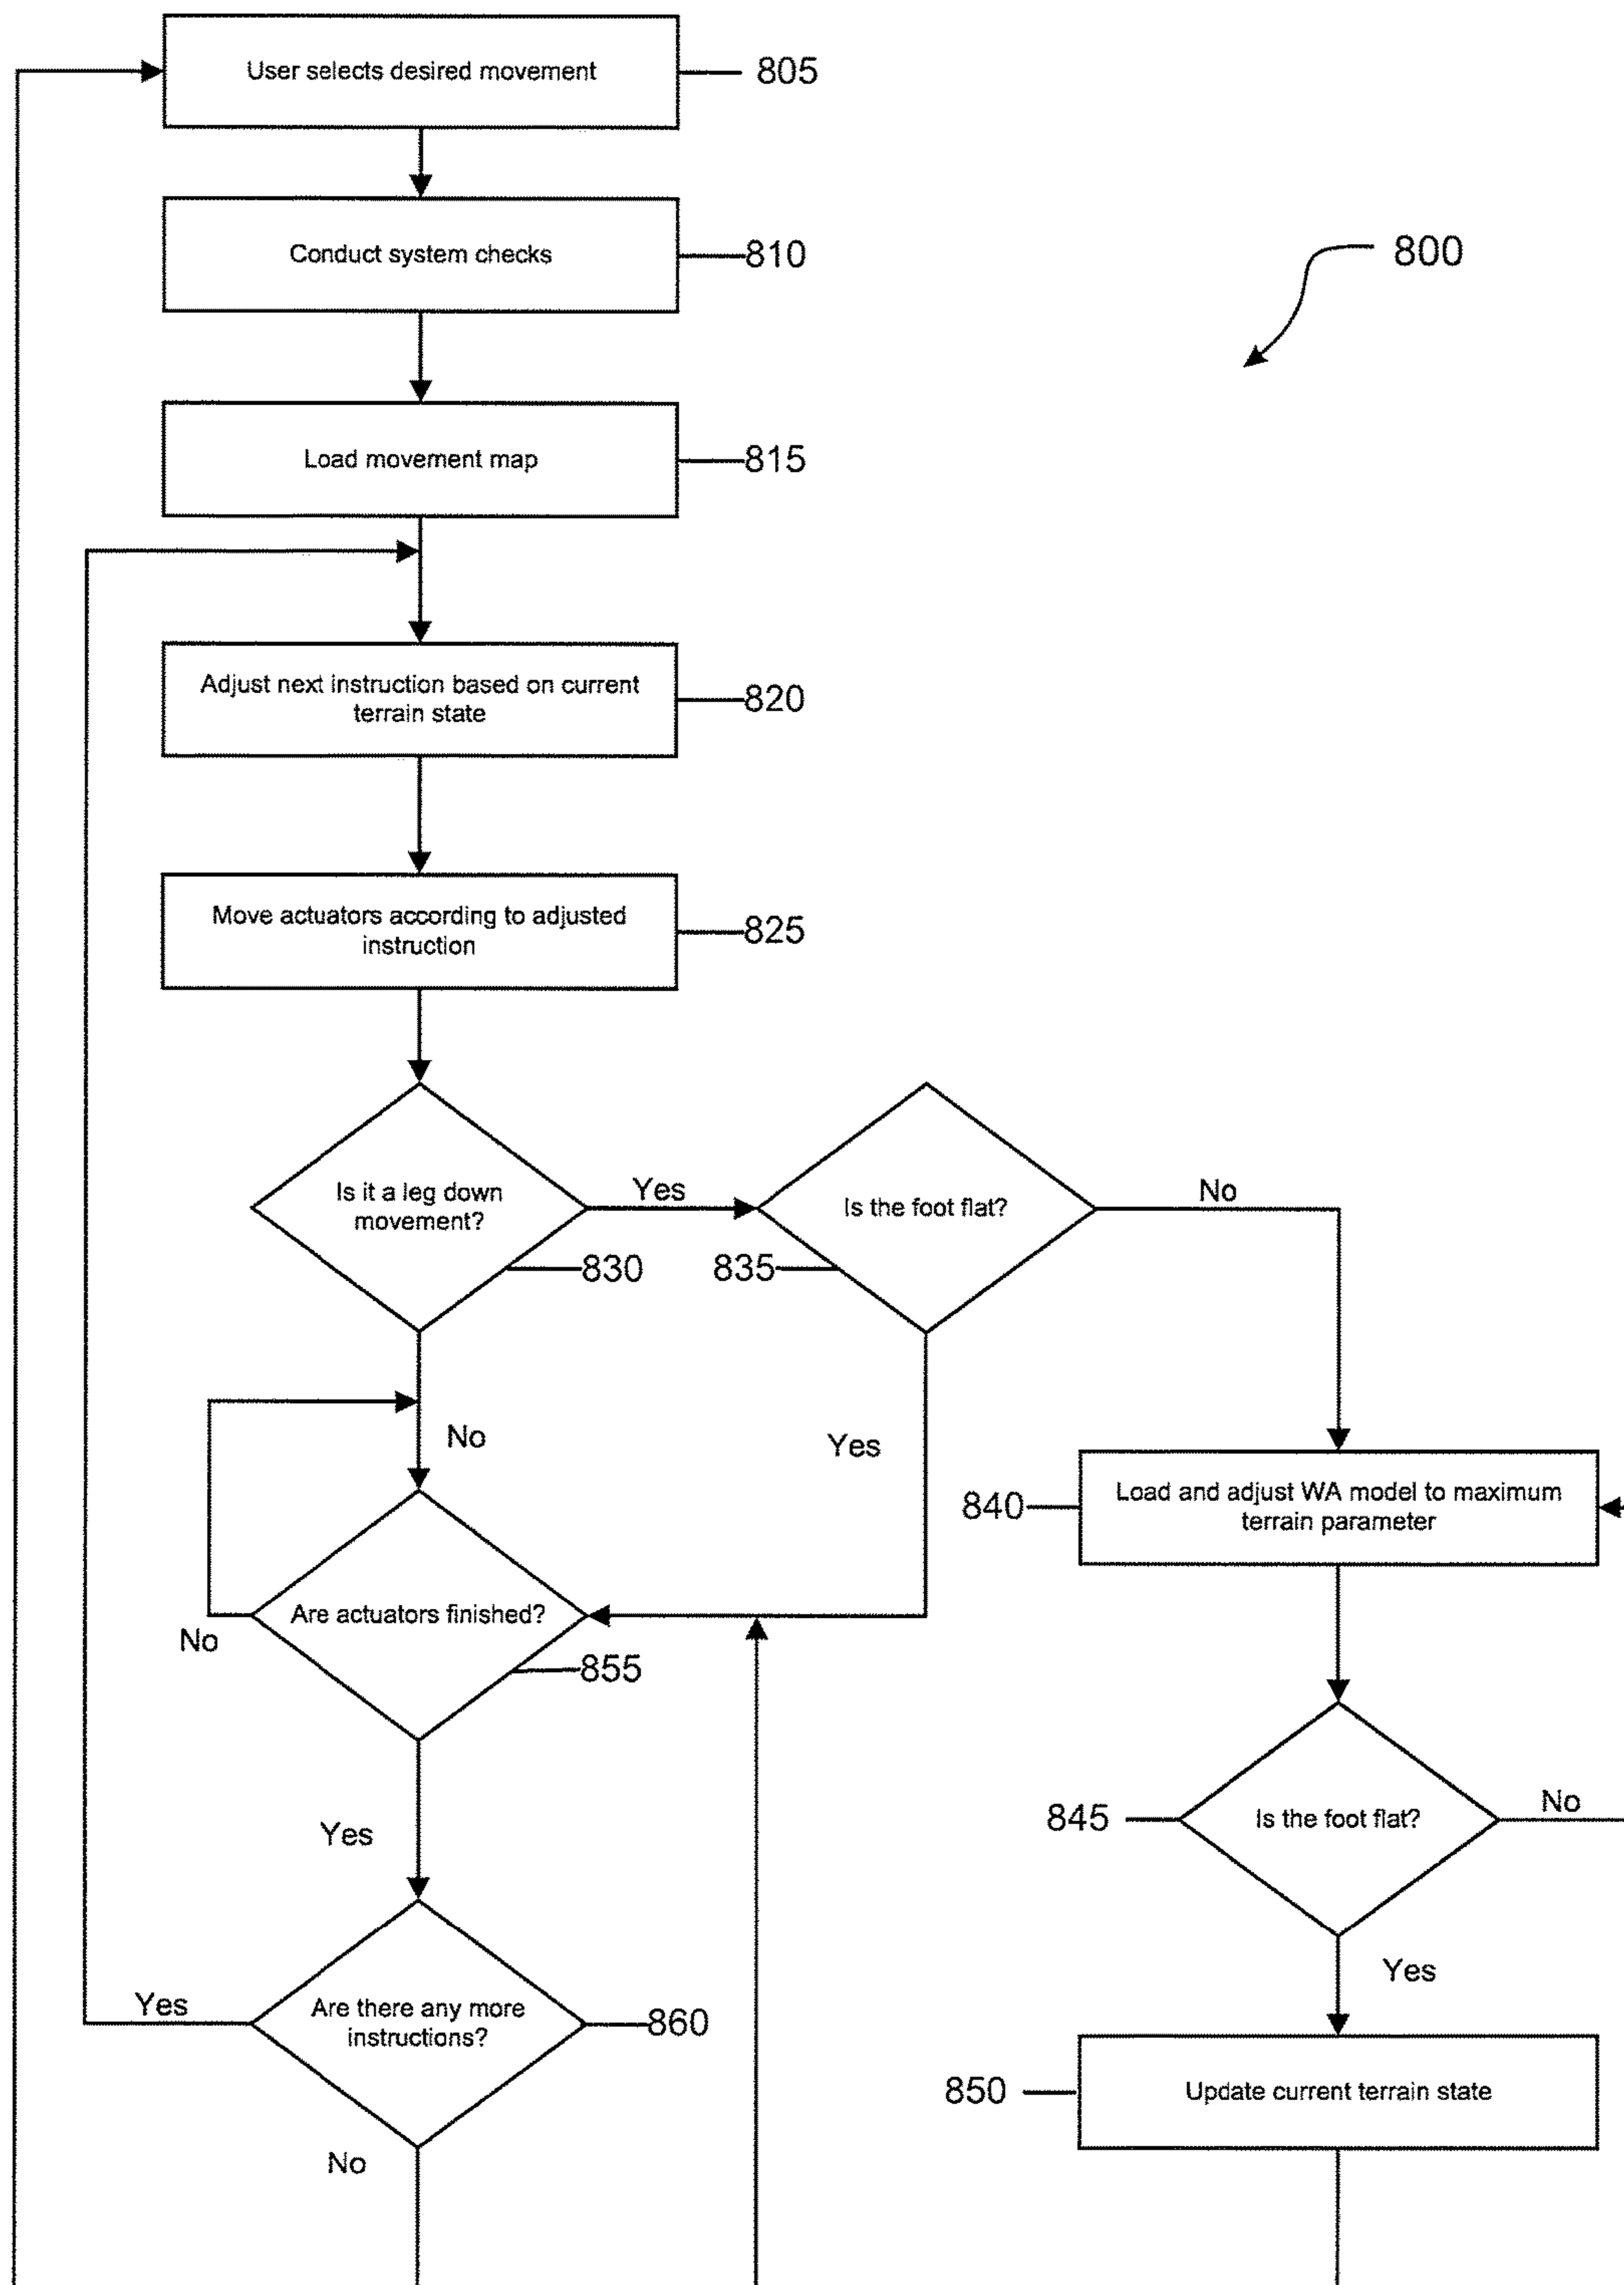 User selects desired movement
805
Conduct system checks
810
800
Load movement map
815
Adjust next instruction based on current
terrain state
820
Move actuators according to adjusted
instruction
825
Is it a leg down
movement?
830
Yes
Is the foot flat?
835
No
No
Yes
Load and adjust WA model to maximum
terrain parameter
840
Are actuators finished?
No
855
Yes
Is the foot flat?
845
No
Yes
Are there any more
instructions?
860
Yes
Update current terrain state
850
No